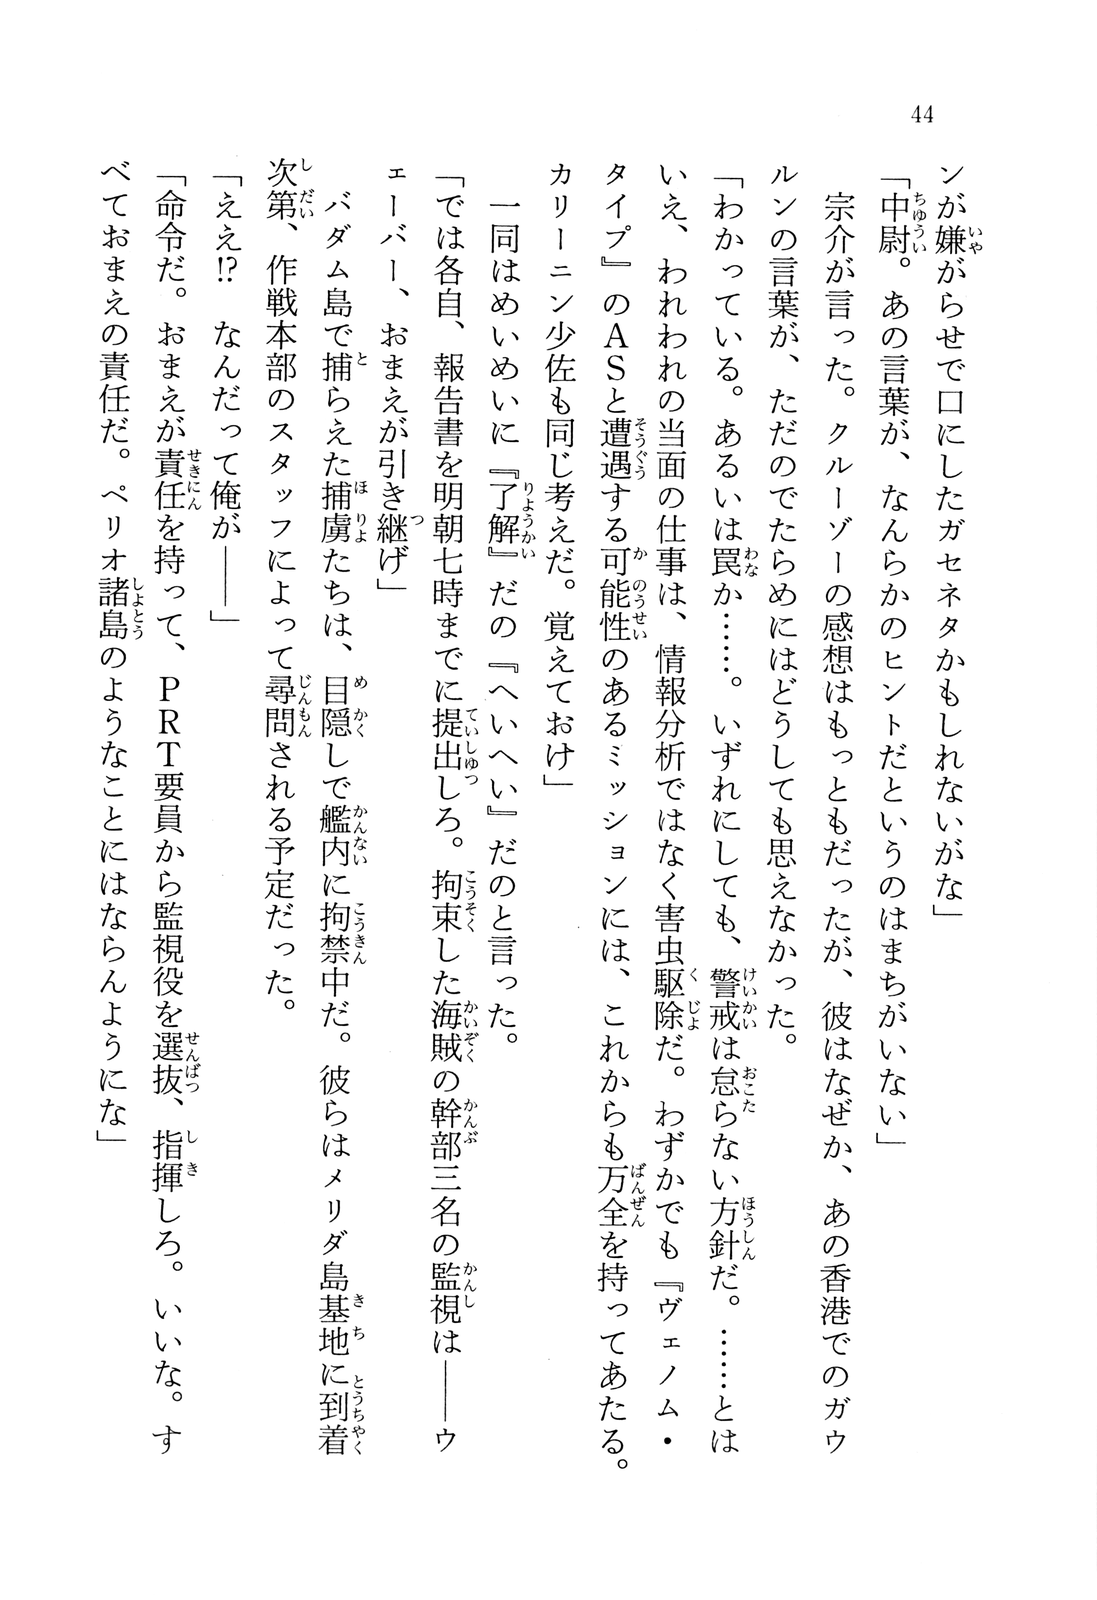 44
ンが嫌がらせで口にしたガセネタかもしれないがな」
「中尉。あの言葉が、なんらかのヒントだというのはまちがいない」
　宗介が言った。クルーゾーの感想はもっともだったが、彼はなぜか、あの香港でのガウ
ルンの言葉が、ただのでたらめにはどうしても思えなかった。
「わかっている。あるいは罠か……。いずれにしても、警戒は怠らない方針だ。……とは
いえ、われわれの当面の仕事は、情報分析ではなく害虫駆除だ。わずかでも『ヴェノム・
タイプ』のＡＳと遭遇する可能性のあるミッションには、これからも万全を持ってあたる。
カリーニン少佐も同じ考えだ。覚えておけ」
　一同はめいめいに『了解』だの『へいへい』だのと言った。
「では各自、報告書を明朝七時までに提出しろ。拘束した海賊の幹部三名の監視は――ウ
ェーバー、おまえが引き継げ」
　バダム島で捕らえた捕虜たちは、目隠しで艦内に拘禁中だ。彼らはメリダ島基地に到着
次第、作戦本部のスタッフによって尋問される予定だった。
「ええ!?　なんだって俺が――」
「命令だ。おまえが責任を持って、ＰＲＴ要員から監視役を選抜、指揮しろ。いいな。す
べておまえの責任だ。ペリオ諸島のようなことにはならんようにな」